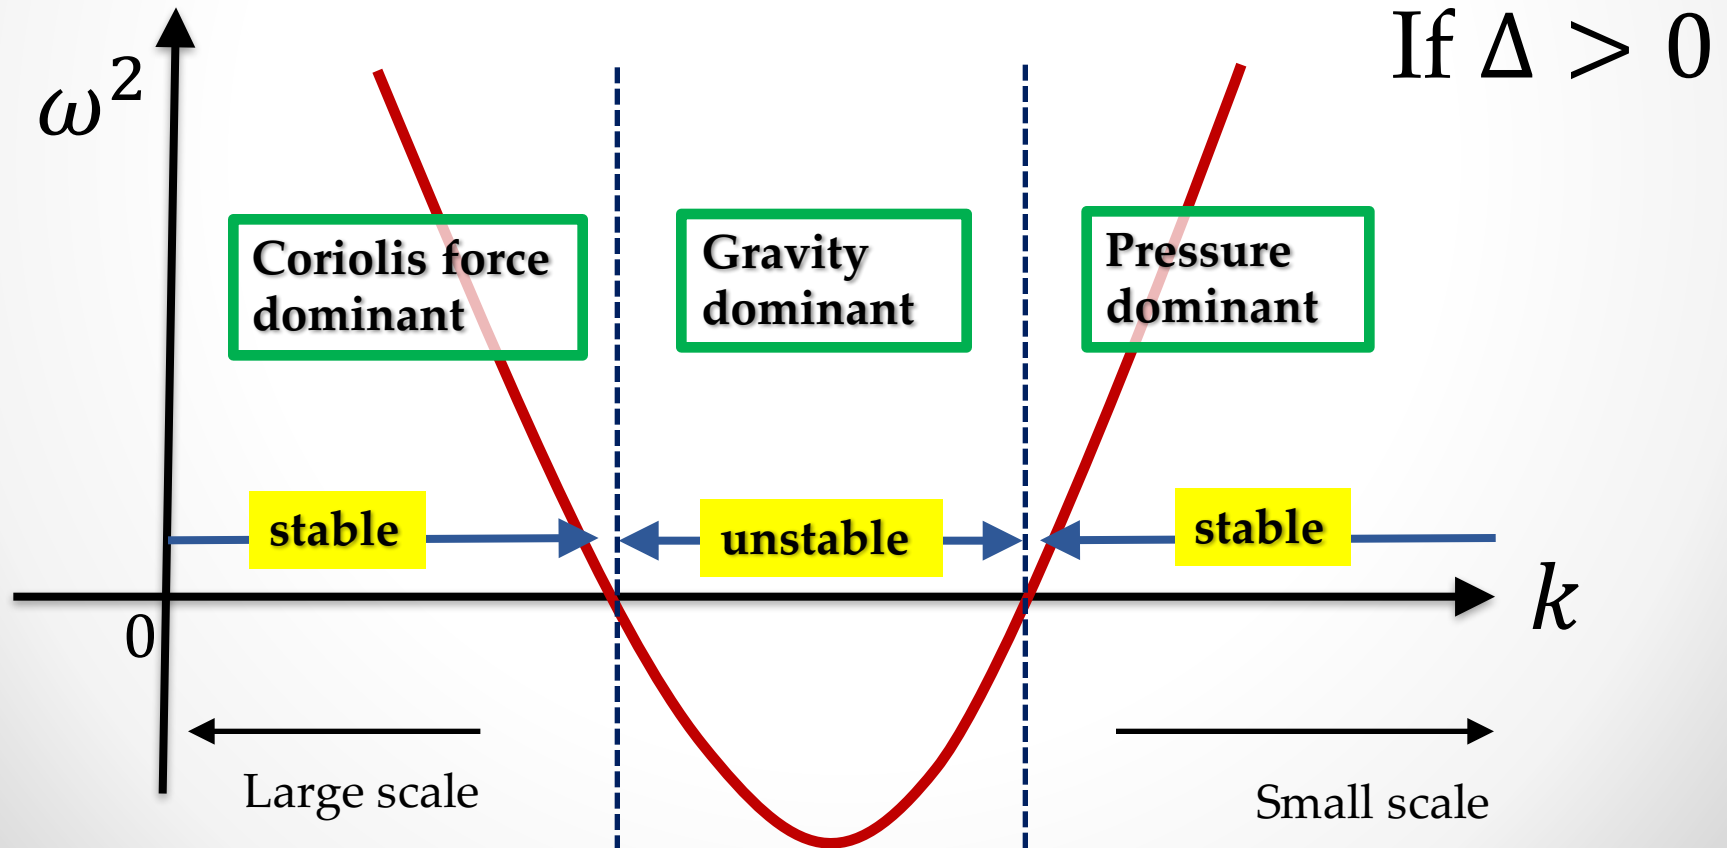 If Δ > 0
ω²
Coriolis force
dominant
Gravity
dominant
Pressure
dominant
stable
unstable
stable
k
0
Large scale
Small scale